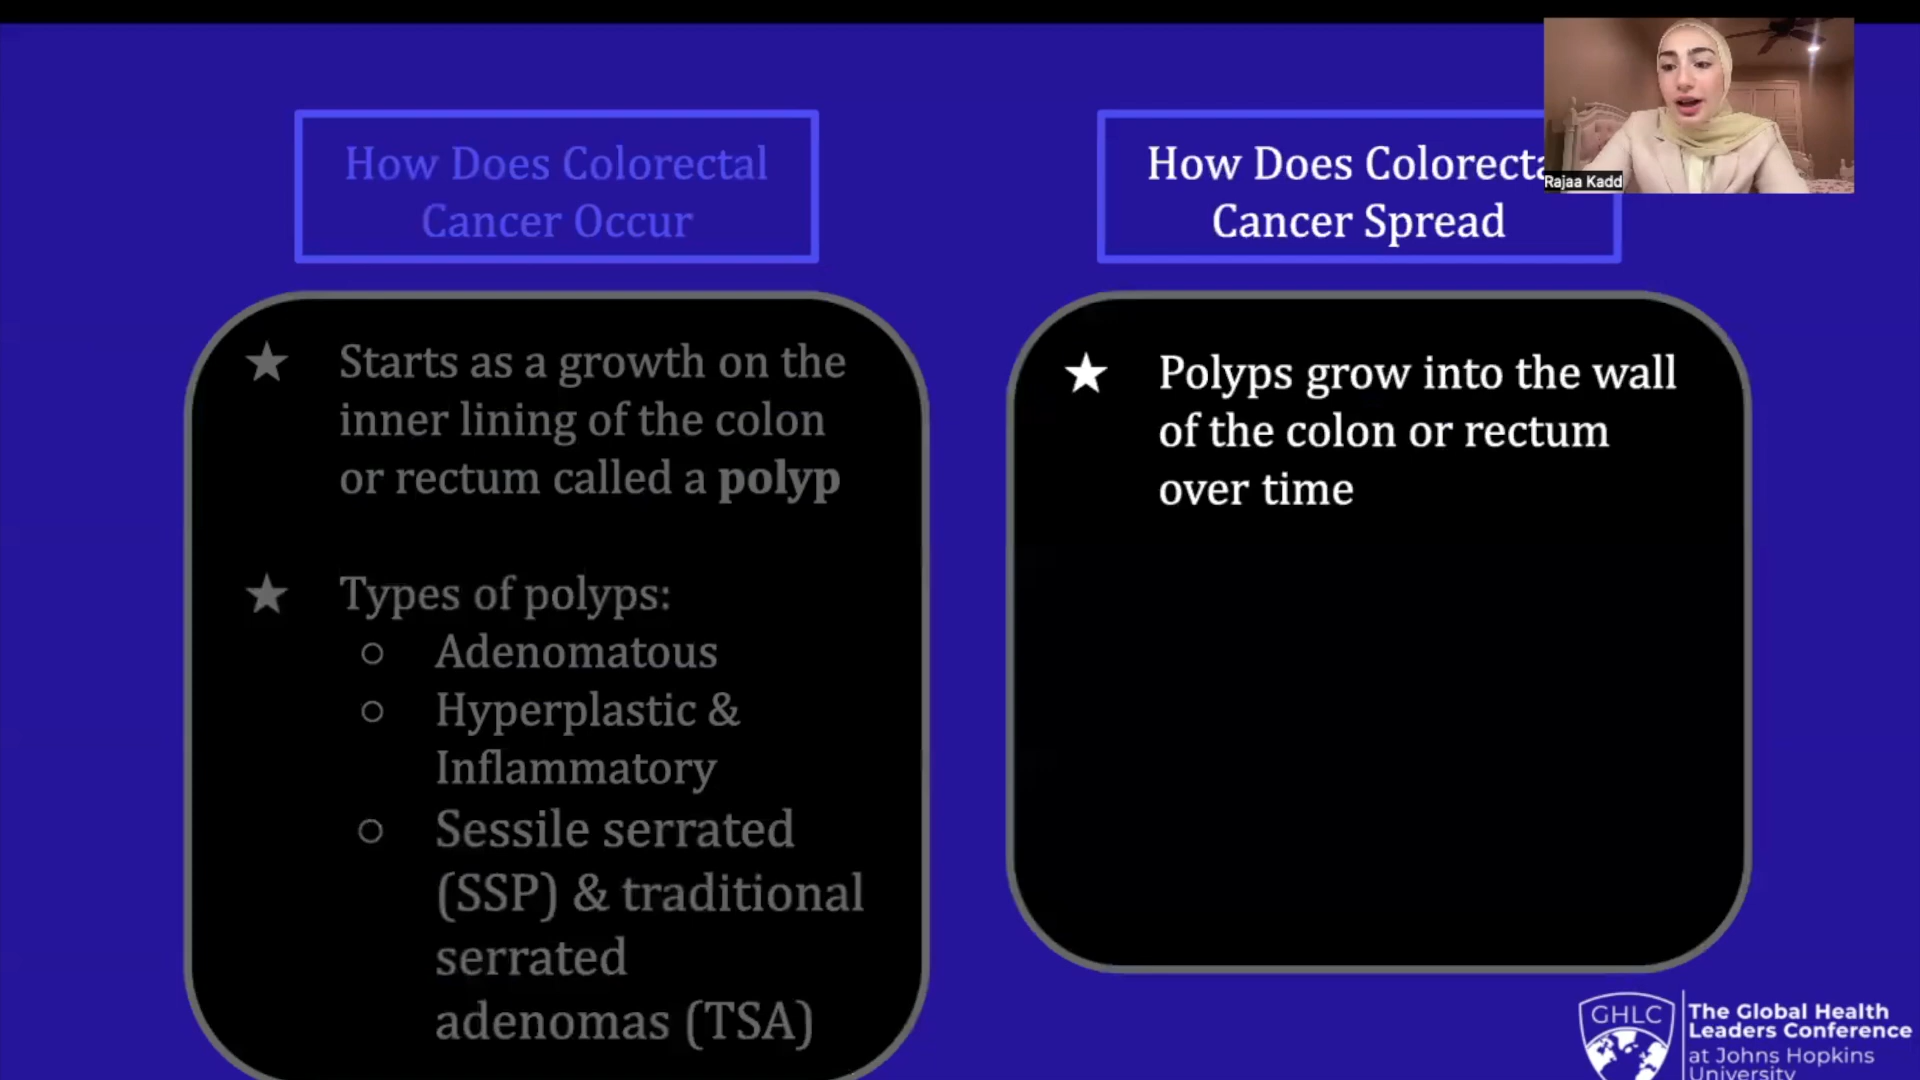 How Does Colorectal
Cancer Occur
★ Starts as a growth on the
inner lining of the colon
or rectum called a polyp
★ Types of polyps:
○ Adenomatous
○ Hyperplastic &
Inflammatory
○ Sessile serrated
(SSP) & traditional
serrated
adenomas (TSA)
How Does Colorecta
Cancer Spread
★ Polyps grow into the wall
of the colon or rectum
over time
Rajaa Kadd
GHLC
The Global Health
Leaders Conference
at Johns Hopkins
University